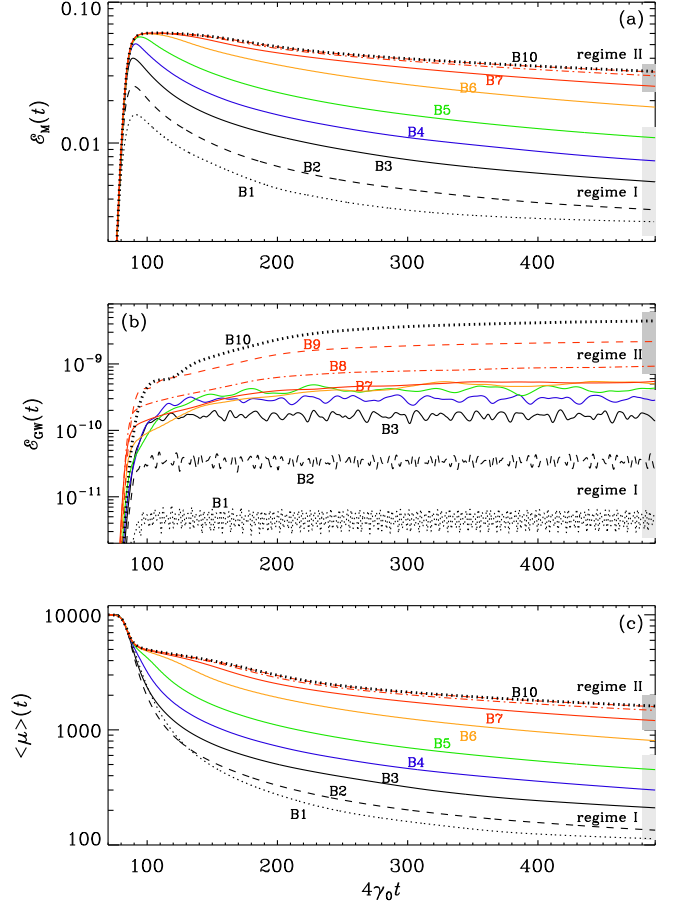 0.10
(a)
B10
regime II
B7
B6
ℰ_M(t)
B5
B4
0.01
B2
B3
B1
regime I
100
200
300
400
(b)
B10
B9
regime II
10^−9
B8
B7
ℰ_GW(t)
10^−10
B3
B2
regime I
10^−11
B1
100
200
300
400
10000
(c)
regime II
B10
B7
<μ>(t)
1000
B6
B5
B4
B3
B2
B1
regime I
100
100
200
300
400
4γ₀t